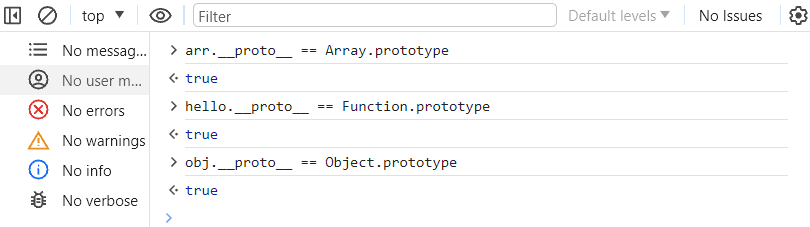 top ▼ Filter Default levels ▼ No Issues
No messag...
No user m...
No errors
No warnings
No info
No verbose
> arr.__proto__ == Array.prototype
<· true
> hello.__proto__ == Function.prototype
<· true
> obj.__proto__ == Object.prototype
<· true
>